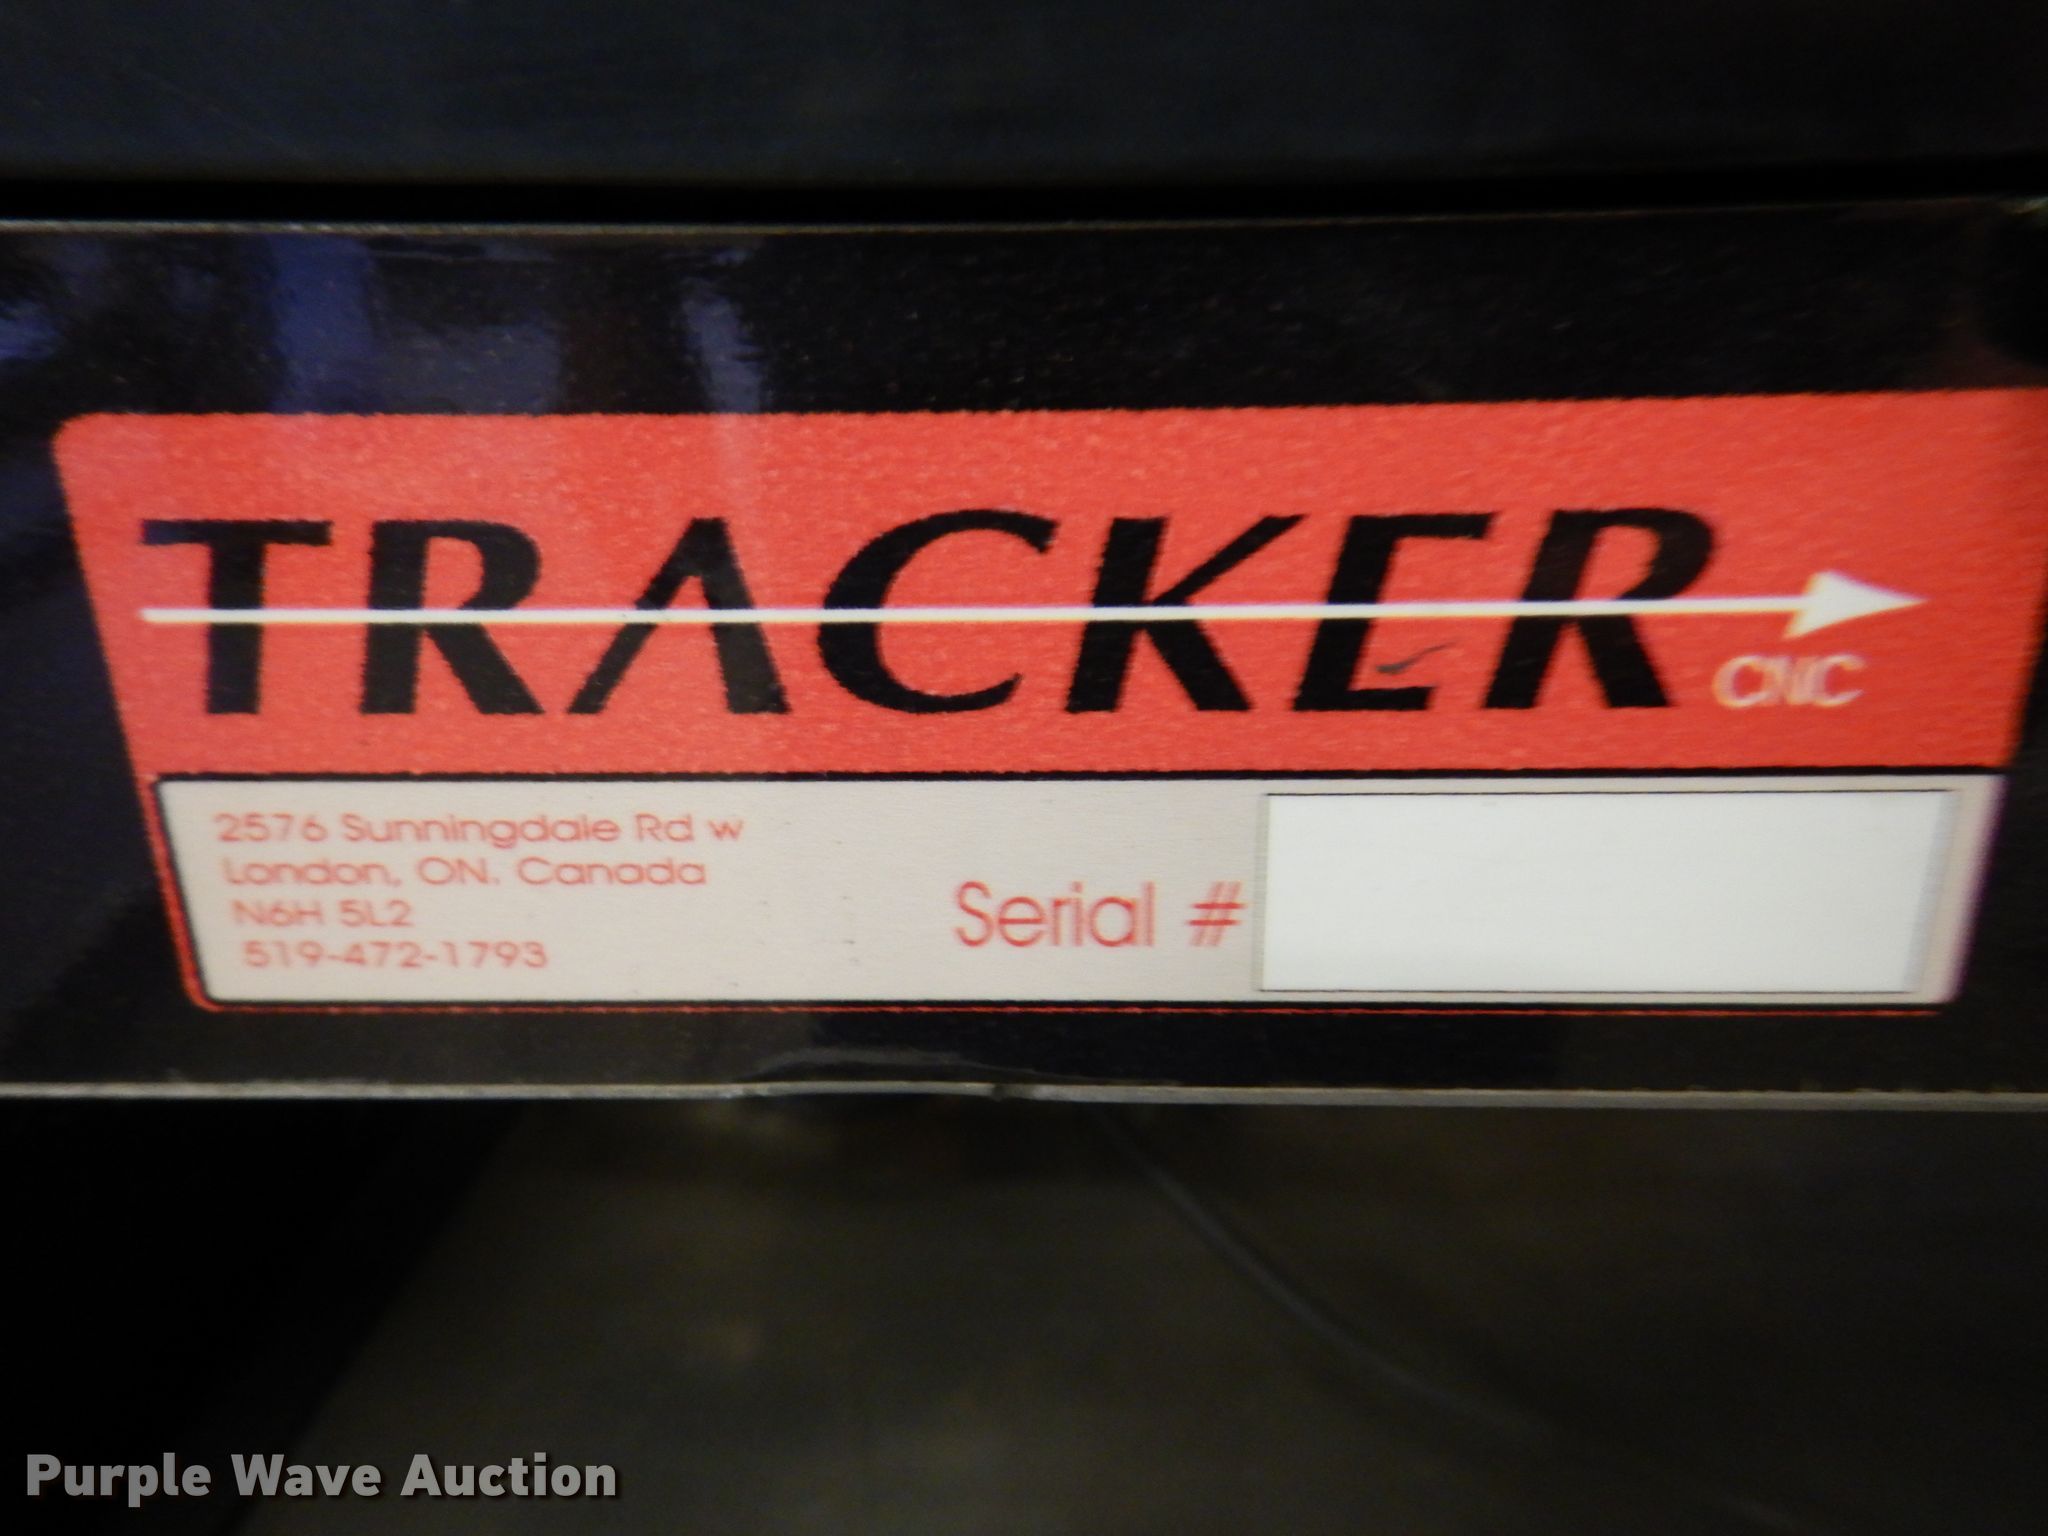 TRACKER
CNC
2576 Sunningdale Rd w
London, ON. Canada
N6H 5L2
519-472-1793
Serial #
Purple Wave Auction